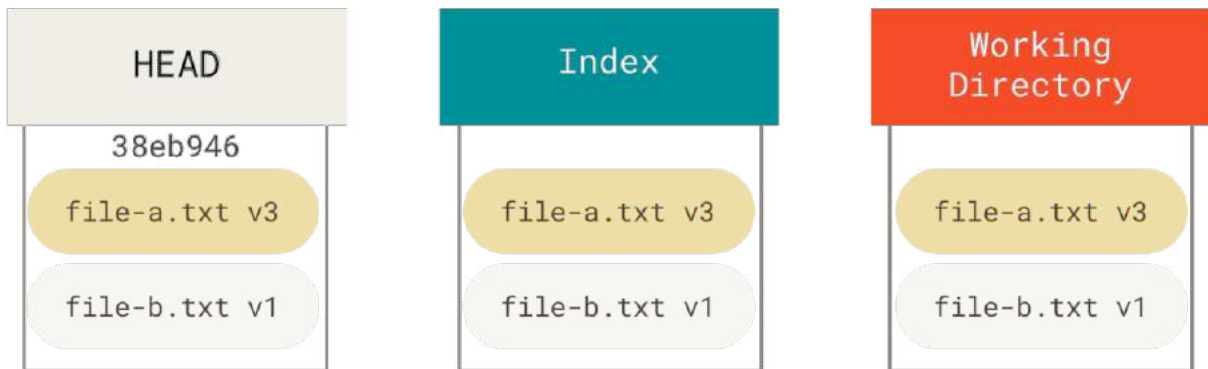 HEAD
Index
Working
Directory
38eb946
file-a.txt v3
file-a.txt v3
file-a.txt v3
file-b.txt v1
file-b.txt v1
file-b.txt v1